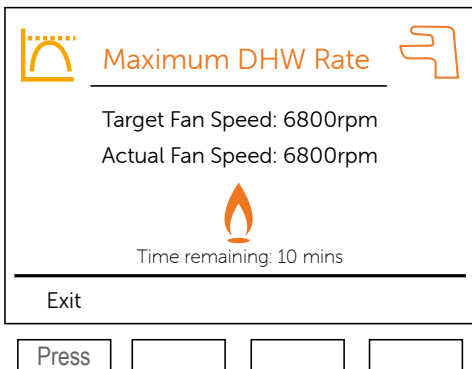 Maximum DHW Rate
Target Fan Speed: 6800rpm
Actual Fan Speed: 6800rpm
Time remaining: 10 mins
Exit
Press